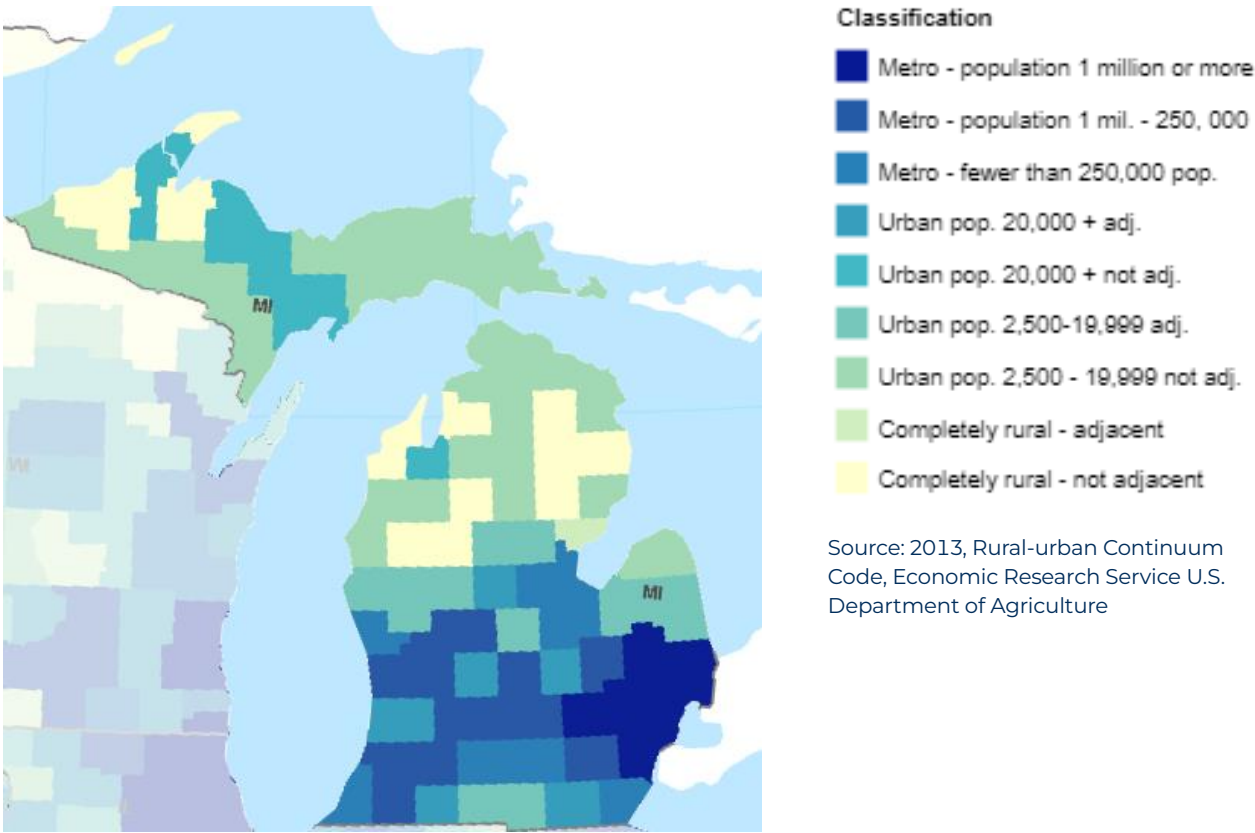 Classification
Metro - population 1 million or more
Metro - population 1 mil. - 250, 000
Metro - fewer than 250,000 pop.
Urban pop. 20,000 + adj.
Urban pop. 20,000 + not adj.
Urban pop. 2,500-19,999 adj.
Urban pop. 2,500 - 19,999 not adj.
Completely rural - adjacent
Completely rural - not adjacent
Source: 2013, Rural-urban Continuum
Code, Economic Research Service U.S.
Department of Agriculture
MI
MI